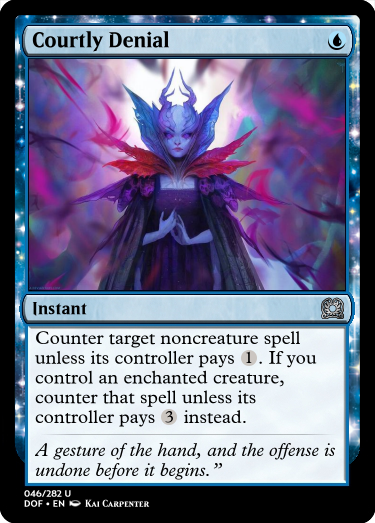 Courtly Denial
Instant
Counter target noncreature spell
unless its controller pays 1. If you
control an enchanted creature,
counter that spell unless its
controller pays 3 instead.
A gesture of the hand, and the offense is
undone before it begins.”
046/282 U
DOF • EN Kai Carpenter